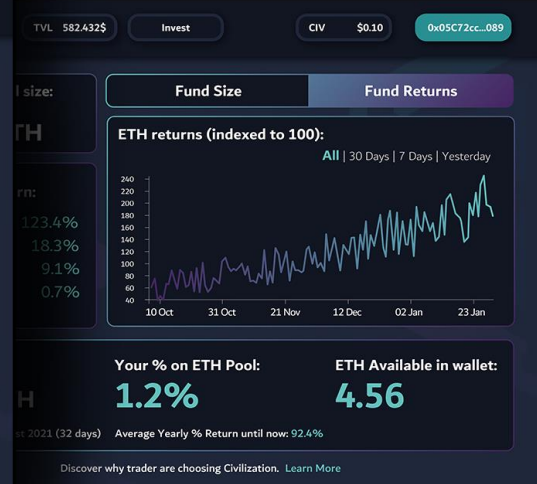 TVL 582.432$ Invest CIV $0.10 0x05C72cc...089
size: Fund Size Fund Returns
TH
ETH returns (indexed to 100):
All | 30 Days | 7 Days | Yesterday
rn:
123.4%
18.3%
9.1%
0.7%
240
220
200
180
160
140
120
100
80
60
40
10 Oct 31 Oct 21 Nov 12 Dec 02 Jan 23 Jan
Your % on ETH Pool: ETH Available in wallet:
H 1.2% 4.56
st 2021 (32 days) Average Yearly % Return until now: 92.4%
Discover why trader are choosing Civilization. Learn More